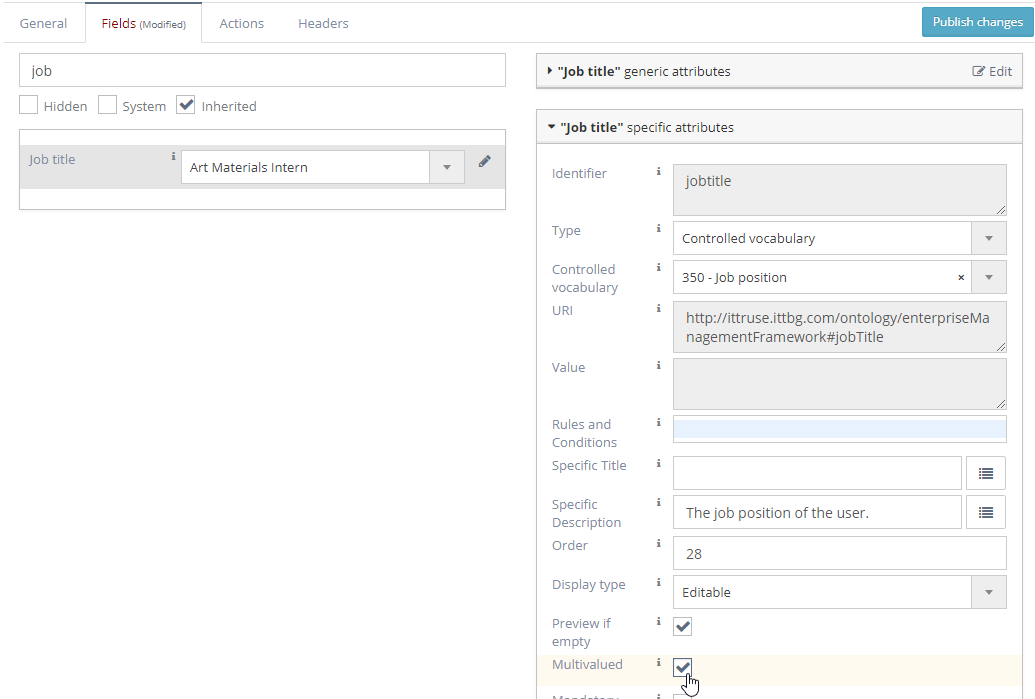 General
Fields (Modified)
Actions
Headers
Publish changes
job
Hidden
System
Inherited
Job title
i
Art Materials Intern
"Job title" generic attributes
Edit
"Job title" specific attributes
Identifier
i
jobtitle
Type
i
Controlled vocabulary
Controlled
vocabulary
i
350 - Job position
×
URI
i
http://ittruse.ittbg.com/ontology/enterpriseMa
nagementFramework#jobTitle
Value
i
Rules and
Conditions
i
Specific Title
i
Specific
Description
i
The job position of the user.
Order
i
28
Display type
i
Editable
Preview if
empty
i
Multivalued
i
Mandatory
i